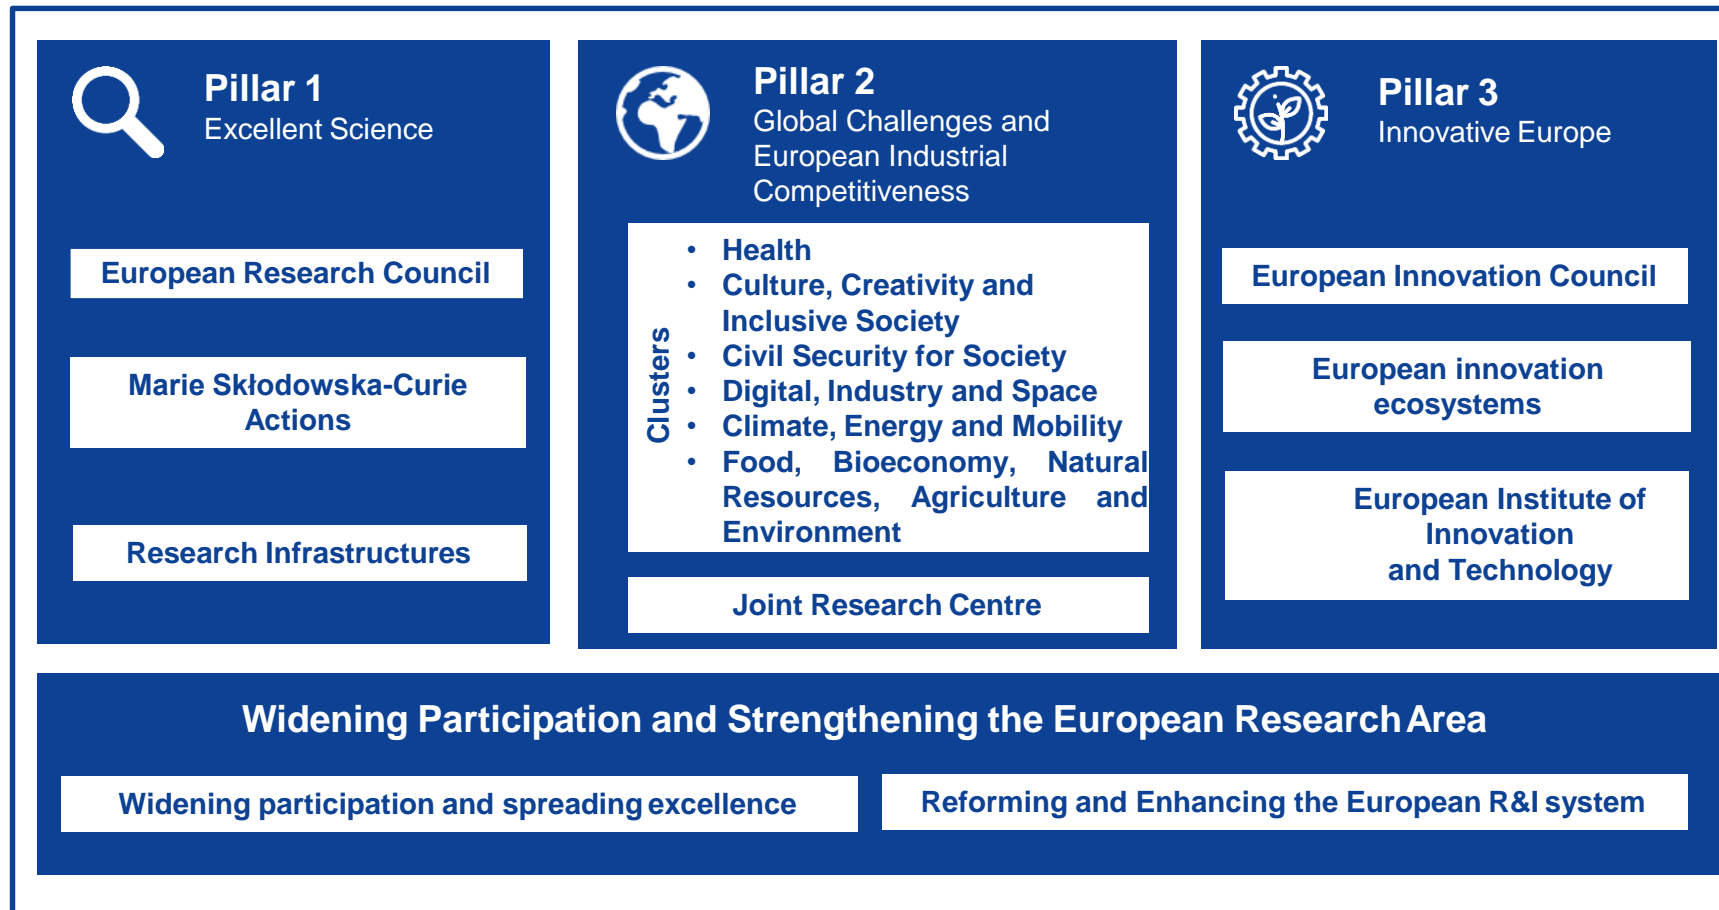 Pillar 1
Excellent Science
European Research Council
Marie Skłodowska-Curie
Actions
Research Infrastructures
Pillar 2
Global Challenges and
European Industrial
Competitiveness
Clusters
• Health
• Culture, Creativity and
Inclusive Society
• Civil Security for Society
• Digital, Industry and Space
• Climate, Energy and Mobility
• Food, Bioeconomy, Natural
Resources, Agriculture and
Environment
Joint Research Centre
Pillar 3
Innovative Europe
European Innovation Council
European innovation
ecosystems
European Institute of
Innovation
and Technology
Widening Participation and Strengthening the European Research Area
Widening participation and spreading excellence
Reforming and Enhancing the European R&I system